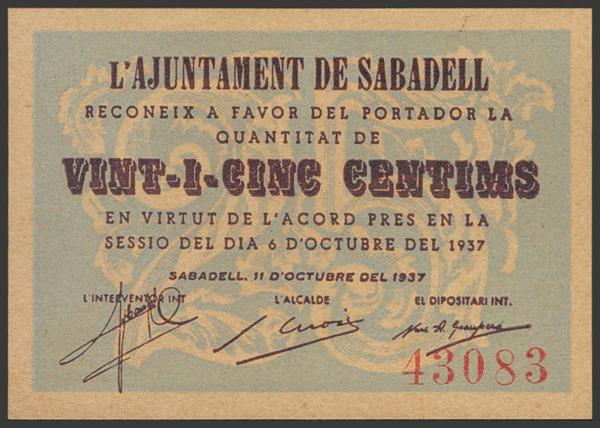 L'AJUNTAMENT DE SABADELL
RECONEIX A FAVOR DEL PORTADOR LA
QUANTITAT DE
VINT-I-CINC CENTIMS
EN VIRTUT DE L'ACORD PRES EN LA
SESSIO DEL DIA 6 D'OCTUBRE DEL 1937
SABADELL, 11 D'OCTUBRE DEL 1937
L'INTERVENTOR INT. L'ALCALDE EL DIPOSITARI INT.
43083